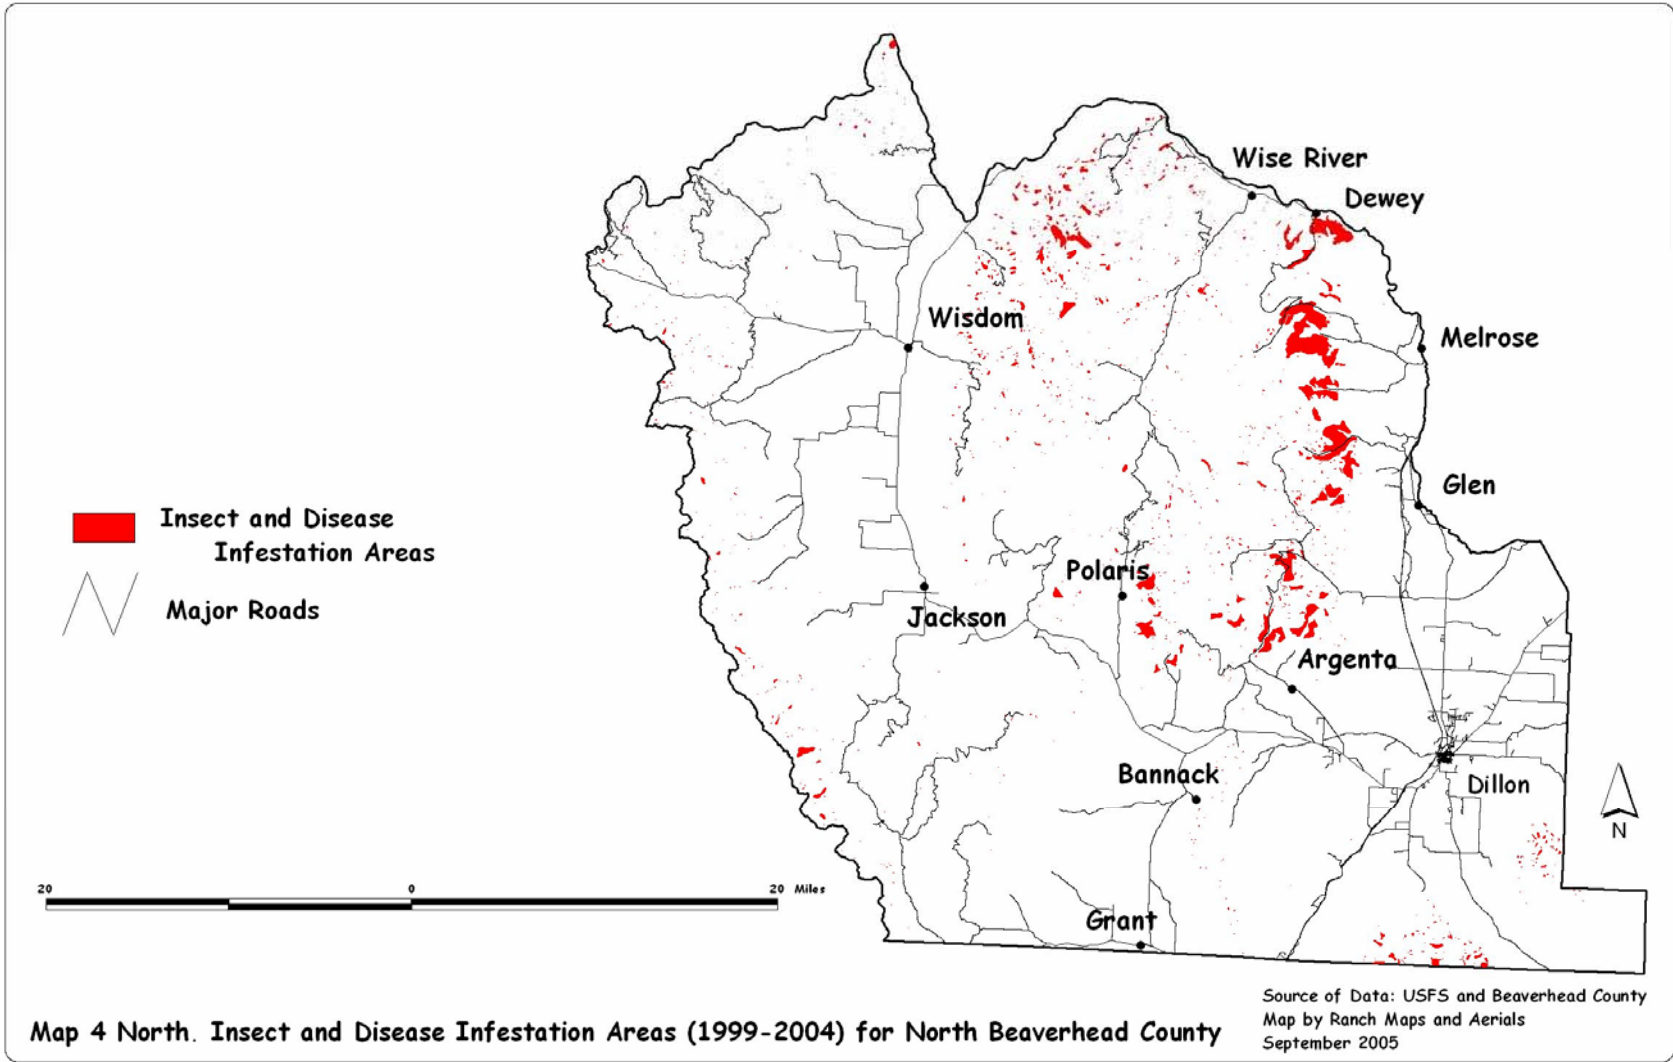 Wise River
Dewey
Wisdom
Melrose
Glen
Insect and Disease
Infestation Areas
Major Roads
Polaris
Jackson
Argenta
Bannack
Dillon
N
20 0 20 Miles
Grant
Source of Data: USFS and Beaverhead County
Map by Ranch Maps and Aerials
September 2005
Map 4 North. Insect and Disease Infestation Areas (1999-2004) for North Beaverhead County